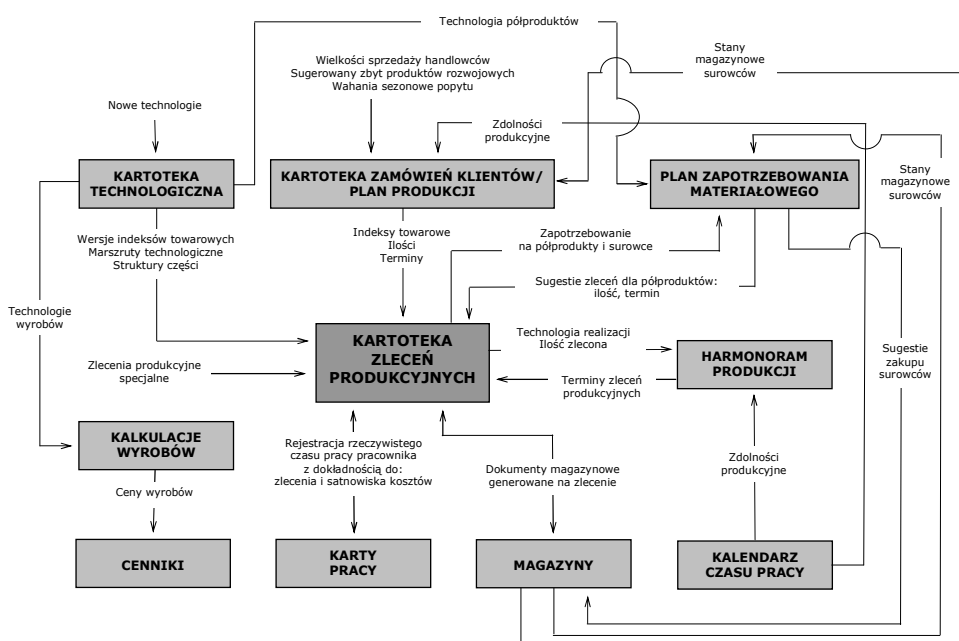 Technologia półproduktów
Wielkości sprzedaży handlowców
Sugerowany zbyt produktów rozwojowych
Wahania sezonowe popytu
Stany
magazynowe
surowców
Nowe technologie
Zdolności
produkcyjne
KARTOTEKA
TECHNOLOGICZNA
KARTOTEKA ZAMÓWIEŃ KLIENTÓW/
PLAN PRODUKCJI
PLAN ZAPOTRZEBOWANIA
MATERIAŁOWEGO
Stany
magazynowe
surowców
Wersje indeksów towarowych
Marszruty technologiczne
Struktury części
Indeksy towarowe
Ilości
Terminy
Zapotrzebowanie
na półprodukty i surowce
Sugestie zleceń dla półproduktów:
ilość, termin
Technologie
wyrobów
Zlecenia produkcyjne
specjalne
KARTOTEKA
ZLECEŃ
PRODUKCYJNYCH
Technologia realizacji
Ilość zlecona
Terminy zleceń
produkcyjnych
HARMONORAM
PRODUKCJI
Sugestie
zakupu
surowców
KALKULACJE
WYROBÓW
Rejestracja rzeczywistego
czasu pracy pracownika
z dokładnością do:
zlecenia i satnowiska kosztów
Dokumenty magazynowe
generowane na zlecenie
Zdolności
produkcyjne
Ceny wyrobów
CENNIKI
KARTY
PRACY
MAGAZYNY
KALENDARZ
CZASU PRACY